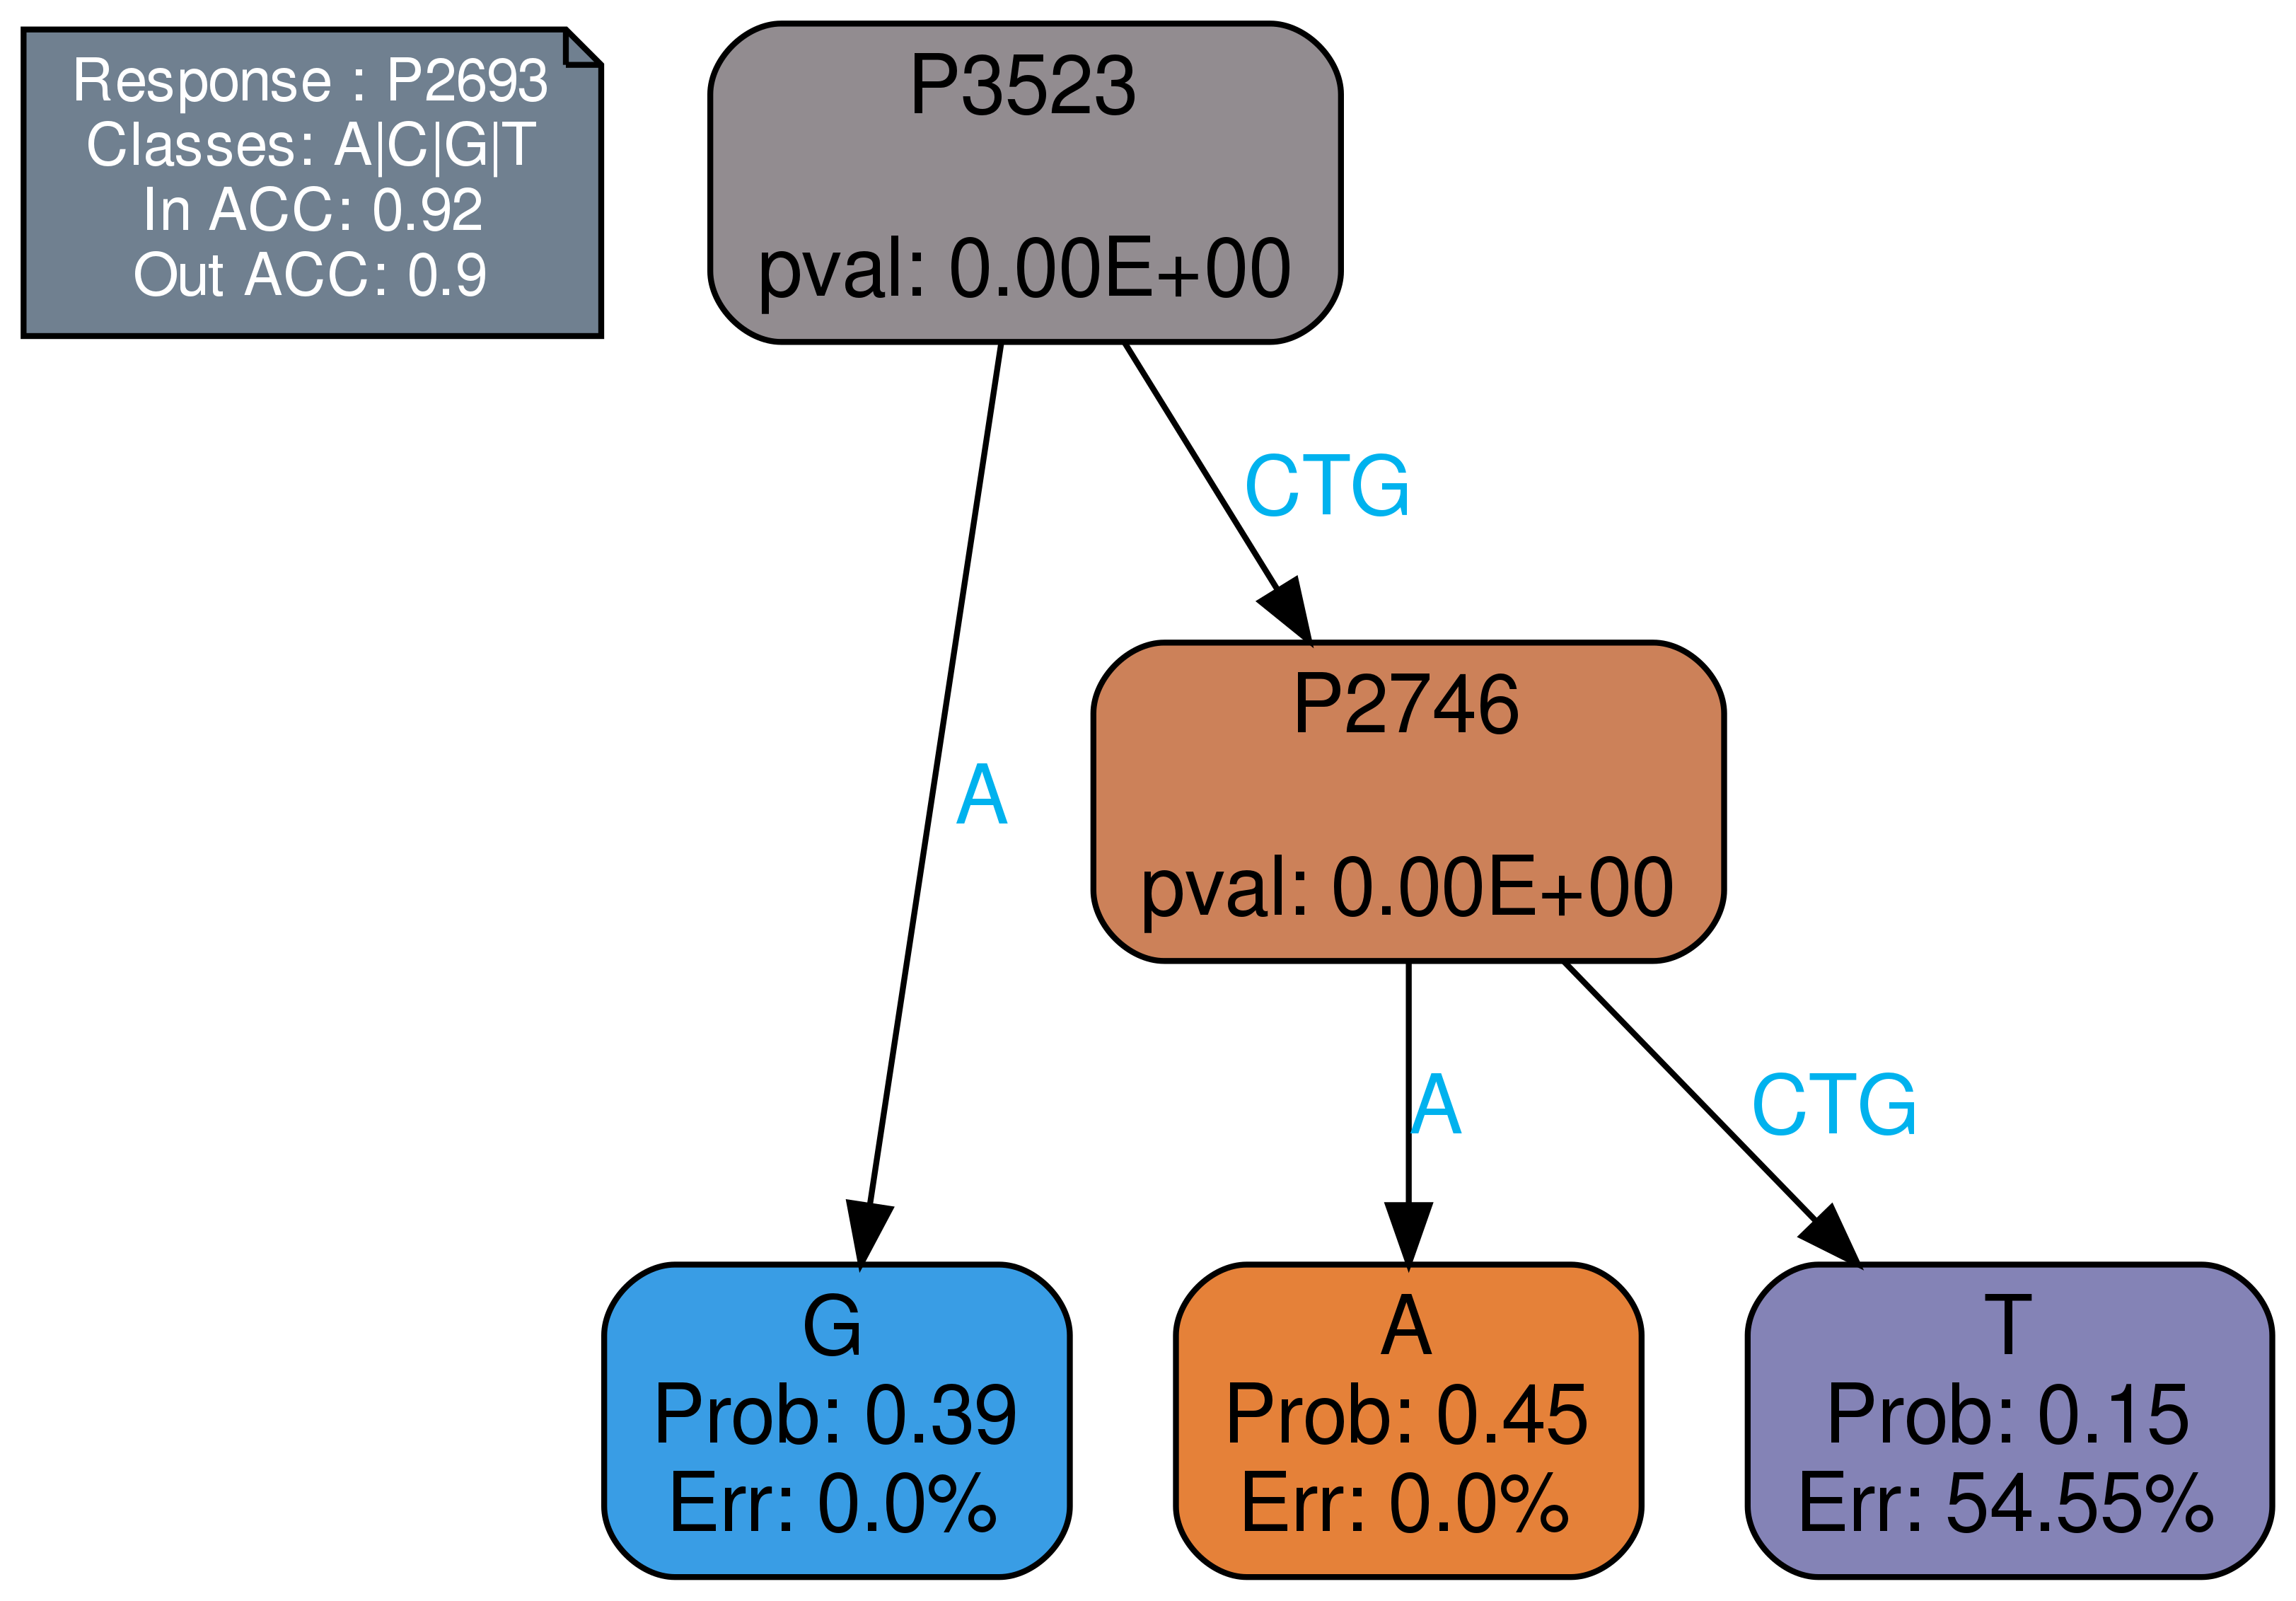 Response : P2693
Classes: A|C|G|T
In ACC: 0.92
Out ACC: 0.9
P3523
pval: 0.00E+00
CTG
P2746
pval: 0.00E+00
A
A
CTG
G
Prob: 0.39
Err: 0.0%
A
Prob: 0.45
Err: 0.0%
T
Prob: 0.15
Err: 54.55%